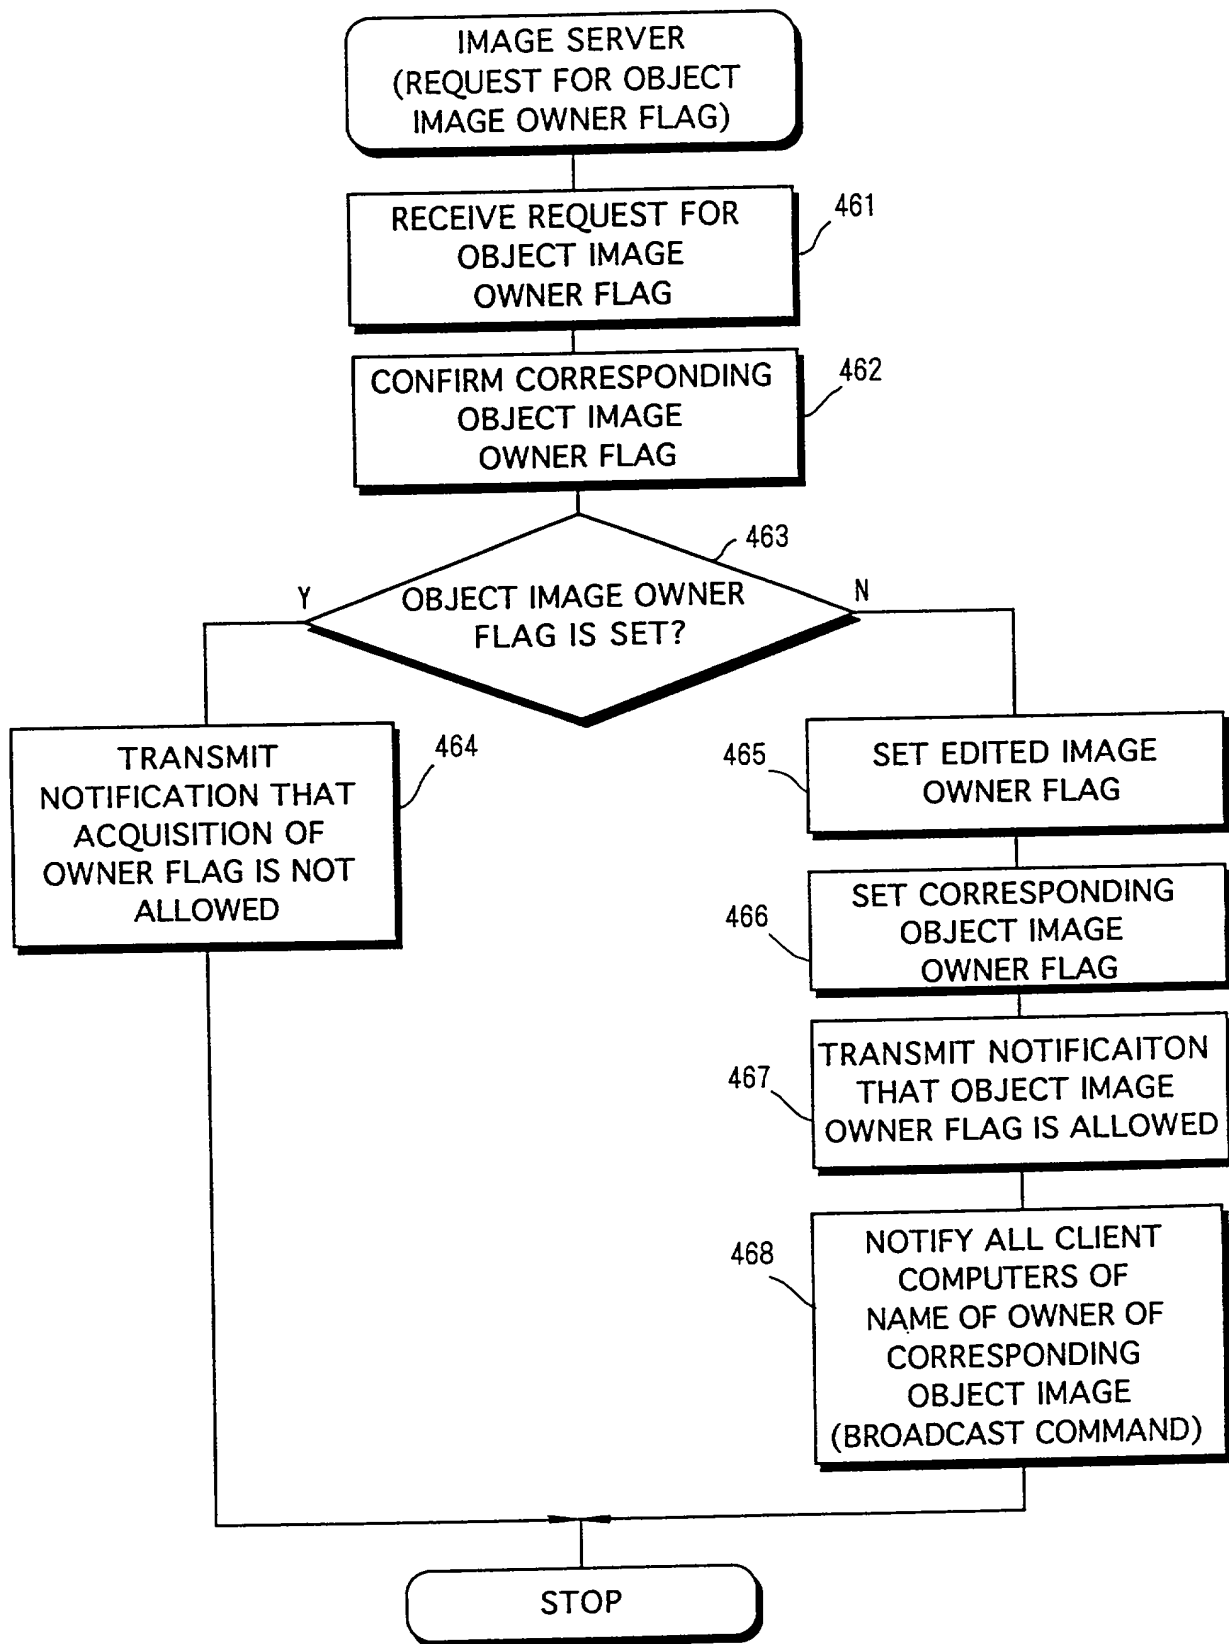 IMAGE SERVER
(REQUEST FOR OBJECT
IMAGE OWNER FLAG)
RECEIVE REQUEST FOR
OBJECT IMAGE
OWNER FLAG
461
CONFIRM CORRESPONDING
OBJECT IMAGE
OWNER FLAG
462
463
Y
OBJECT IMAGE OWNER
FLAG IS SET?
N
TRANSMIT
NOTIFICATION THAT
ACQUISITION OF
OWNER FLAG IS NOT
ALLOWED
464
465
SET EDITED IMAGE
OWNER FLAG
466
SET CORRESPONDING
OBJECT IMAGE
OWNER FLAG
467
TRANSMIT NOTIFICAITON
THAT OBJECT IMAGE
OWNER FLAG IS ALLOWED
468
NOTIFY ALL CLIENT
COMPUTERS OF
NAME OF OWNER OF
CORRESPONDING
OBJECT IMAGE
(BROADCAST COMMAND)
STOP